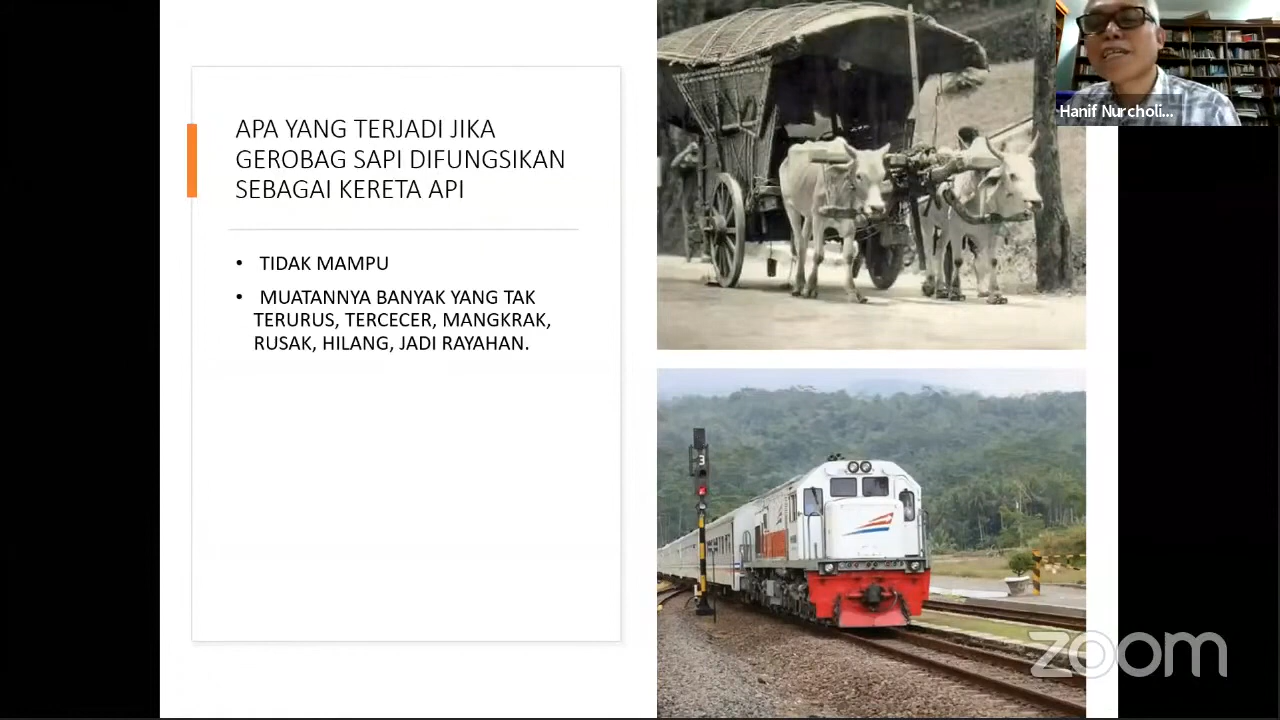 APA YANG TERJADI JIKA
GEROBAG SAPI DIFUNGSIKAN
SEBAGAI KERETA API
• TIDAK MAMPU
• MUATANNYA BANYAK YANG TAK
TERURUS, TERCECER, MANGKRAK,
RUSAK, HILANG, JADI RAYAHAN.
Hanif Nurcholi...
3
zoom